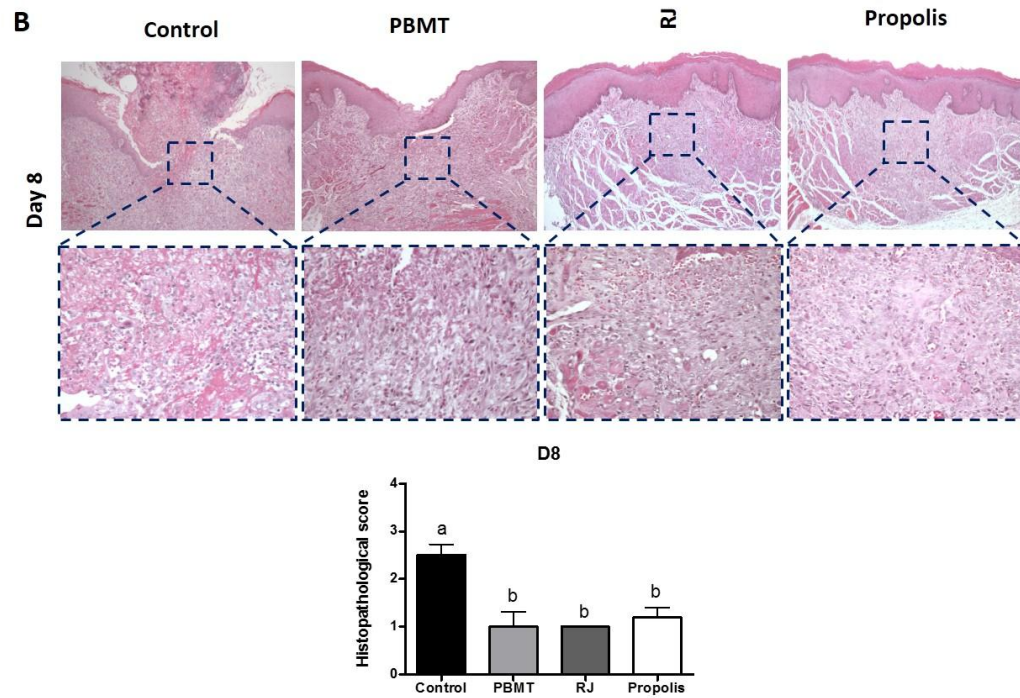 B
Control
PBMT
RJ
Propolis
Day 8
D8
Histopathological score
4
3
2
1
0
a
b
b
b
Control
PBMT
RJ
Propolis